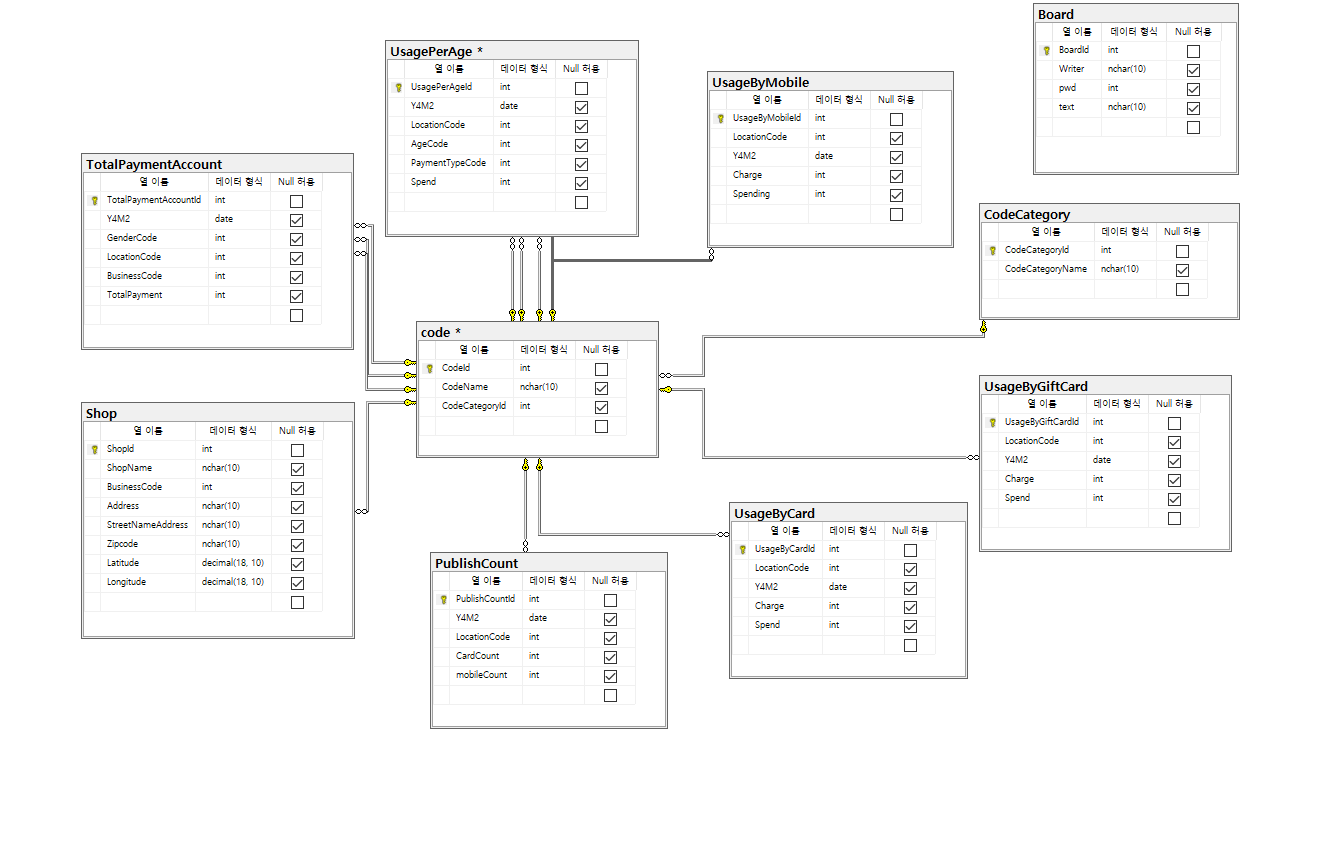 UsagePerAge *
열 이름 데이터 형식 Null 허용
UsagePerAgeId int
Y4M2 date
LocationCode int
AgeCode int
PaymentTypeCode int
Spend int
UsageByMobile
열 이름 데이터 형식 Null 허용
UsageByMobileId int
LocationCode int
Y4M2 date
Charge int
Spending int
Board
열 이름 데이터 형식 Null 허용
BoardId int
Writer nchar(10)
pwd int
text nchar(10)
TotalPaymentAccount
열 이름 데이터 형식 Null 허용
TotalPaymentAccountId int
Y4M2 date
GenderCode int
LocationCode int
BusinessCode int
TotalPayment int
CodeCategory
열 이름 데이터 형식 Null 허용
CodeCategoryId int
CodeCategoryName nchar(10)
code *
열 이름 데이터 형식 Null 허용
CodeId int
CodeName nchar(10)
CodeCategoryId int
Shop
열 이름 데이터 형식 Null 허용
ShopId int
ShopName nchar(10)
BusinessCode int
Address nchar(10)
StreetNameAddress nchar(10)
Zipcode nchar(10)
Latitude decimal(18, 10)
Longitude decimal(18, 10)
UsageByGiftCard
열 이름 데이터 형식 Null 허용
UsageByGiftCardId int
LocationCode int
Y4M2 date
Charge int
Spend int
UsageByCard
열 이름 데이터 형식 Null 허용
UsageByCardId int
LocationCode int
Y4M2 date
Charge int
Spend int
PublishCount
열 이름 데이터 형식 Null 허용
PublishCountId int
Y4M2 date
LocationCode int
CardCount int
mobileCount int